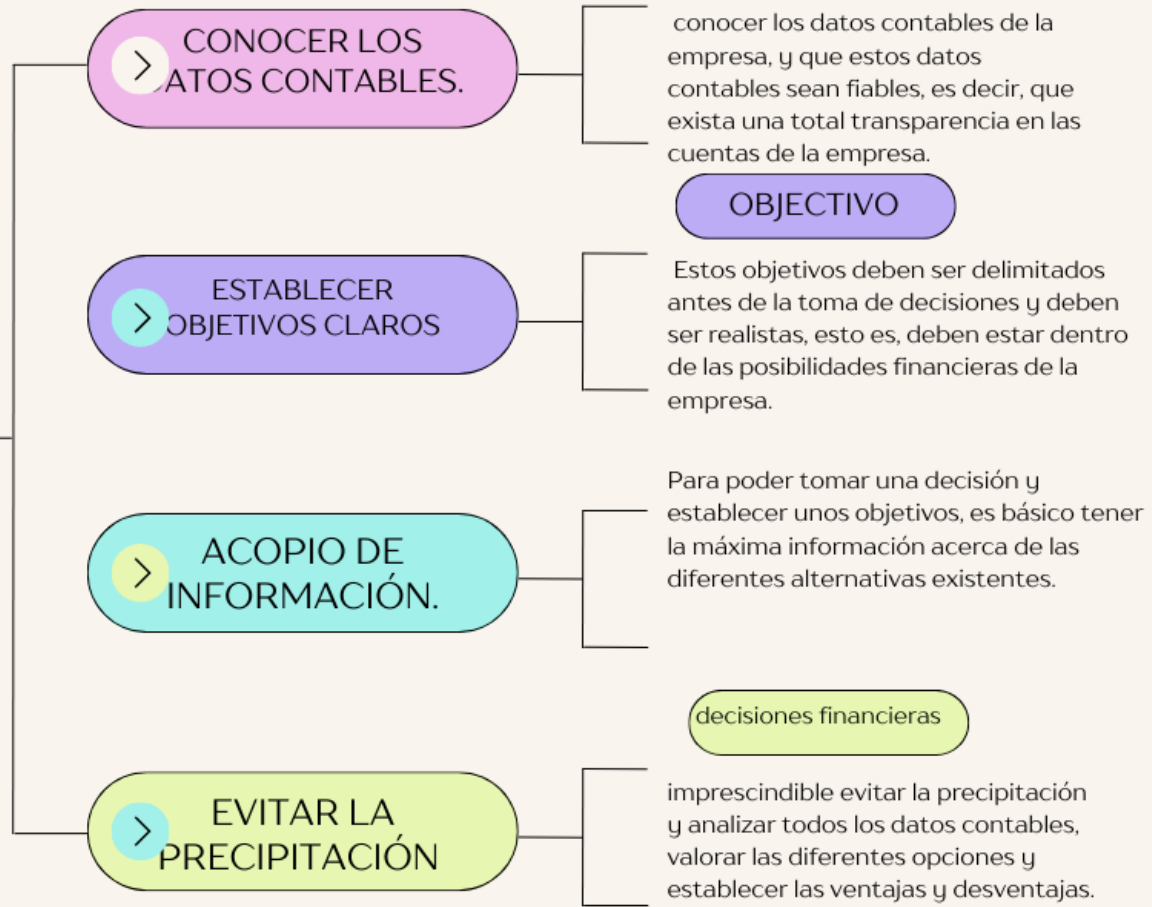 CONOCER LOS
ATOS CONTABLES.
conocer los datos contables de la
empresa, y que estos datos
contables sean fiables, es decir, que
exista una total transparencia en las
cuentas de la empresa.
OBJECTIVO
ESTABLECER
OBJETIVOS CLAROS
Estos objetivos deben ser delimitados
antes de la toma de decisiones y deben
ser realistas, esto es, deben estar dentro
de las posibilidades financieras de la
empresa.
ACOPIO DE
INFORMACIÓN.
Para poder tomar una decisión y
establecer unos objetivos, es básico tener
la máxima información acerca de las
diferentes alternativas existentes.
decisiones financieras
EVITAR LA
PRECIPITACIÓN
imprescindible evitar la precipitación
y analizar todos los datos contables,
valorar las diferentes opciones y
establecer las ventajas y desventajas.